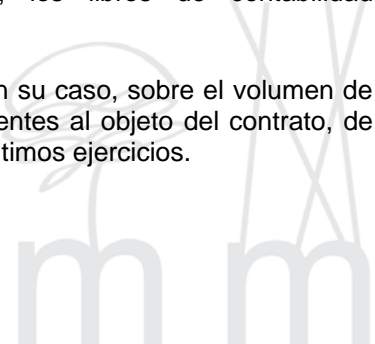 los libros de contabilidad
n su caso, sobre el volumen de
entes al objeto del contrato, de
timos ejercicios.
m m